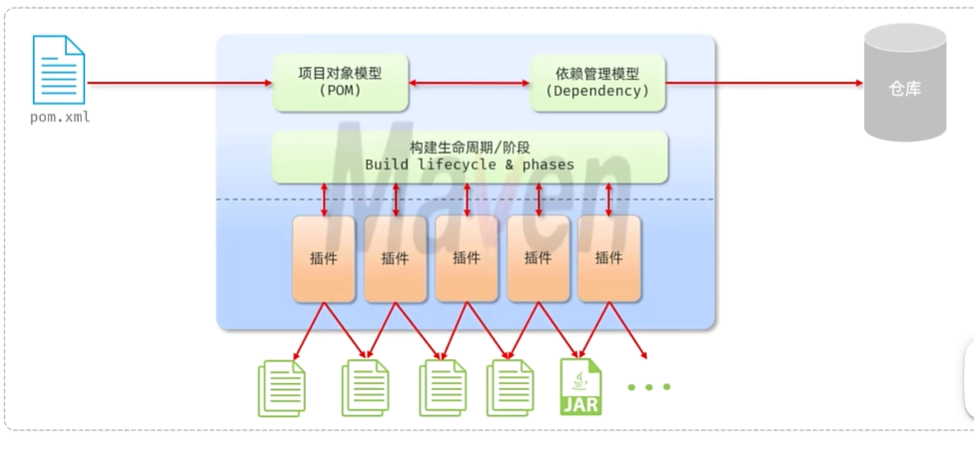 项目对象模型
(POM)
依赖管理模型
(Dependency)
仓库
pom.xml
构建生命周期/阶段
Build lifecycle & phases
Maven
插件
插件
插件
插件
插件
JAR